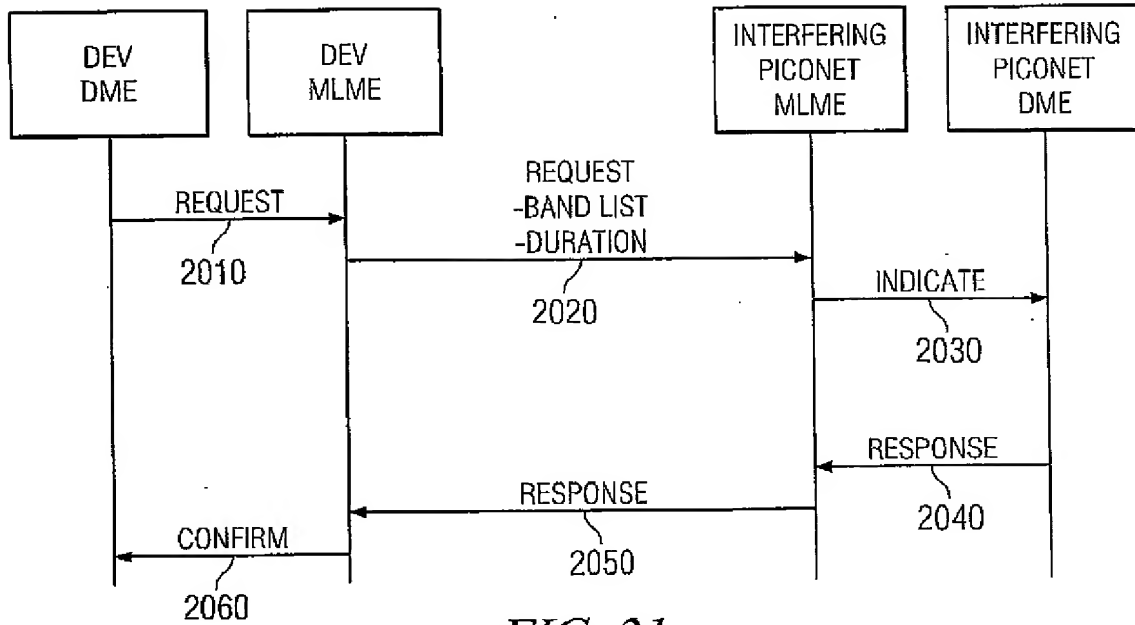 DEV
DME
DEV
MLME
INTERFERING
PICONET
MLME
INTERFERING
PICONET
DME
REQUEST
2010
REQUEST
-BAND LIST
-DURATION
2020
INDICATE
2030
RESPONSE
2040
RESPONSE
2050
CONFIRM
2060